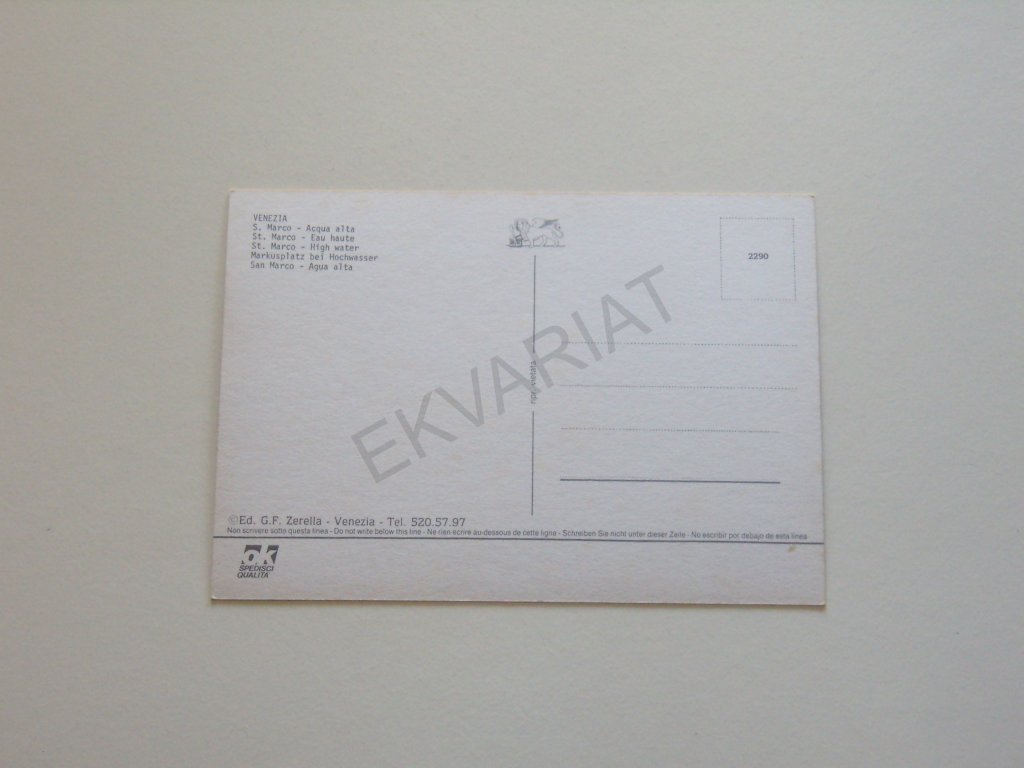 VENEZIA
S. Marco - Acqua alta
St. Marco - Eau haute
St. Marco - High water
Markusplatz bei Hochwasser
San Marco - Agua alta
2290
EKVARIAT
©Ed. G.F. Zerella - Venezia - Tel. 520.57.97
Non scrivere sotto questa linea - Do not write below this line - Ne rien ecrire au-dessous de cette ligne - Schreiben Sie nicht unter dieser Zeile - No escribir por debajo de esta linea
ok
SPEDISCI
QUALITA'